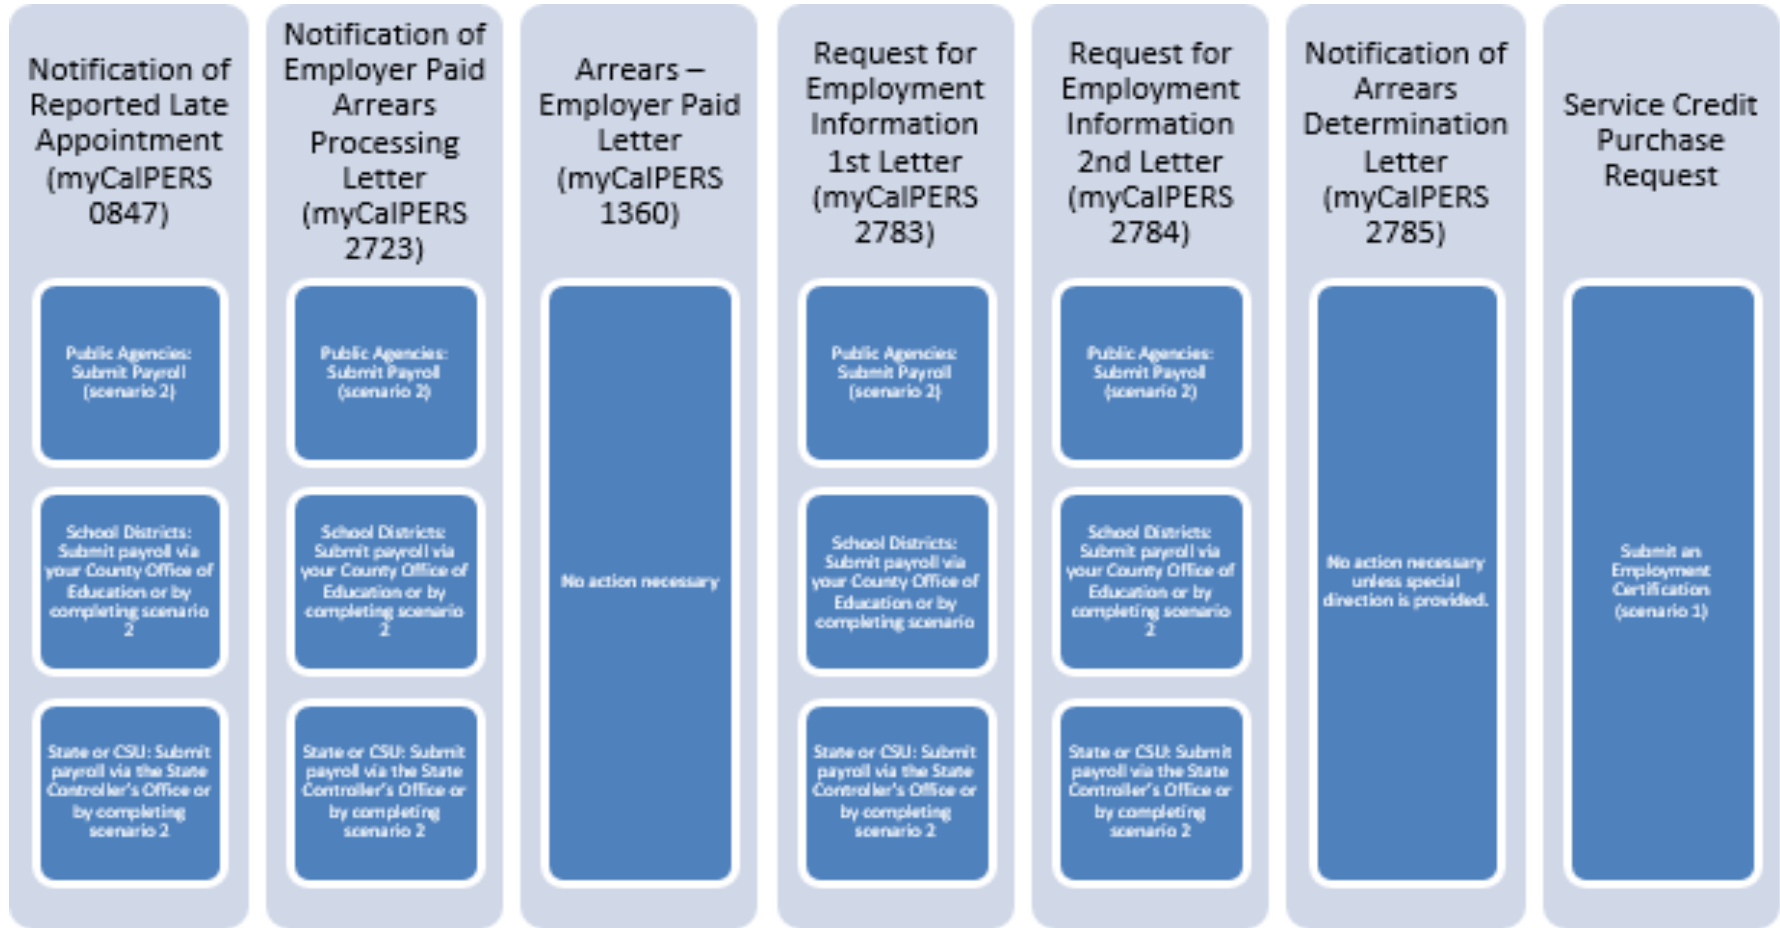 Notification of
Reported Late
Appointment
(myCalPERS
0847)
Public Agencies:
Submit Payroll
(scenario 2)
School Districts:
Submit payroll via
your County Office of
Education or by
completing scenario
2
State or CSU: Submit
payroll via the State
Controller's Office or
by completing
scenario 2
Notification of
Employer Paid
Arrears
Processing
Letter
(myCalPERS
2723)
Public Agencies:
Submit Payroll
(scenario 2)
School Districts:
Submit payroll via
your County Office of
Education or by
completing scenario
2
State or CSU: Submit
payroll via the State
Controller's Office or
by completing
scenario 2
Arrears –
Employer Paid
Letter
(myCalPERS
1360)
No action necessary
Request for
Employment
Information
1st Letter
(myCalPERS
2783)
Public Agencies:
Submit Payroll
(scenario 2)
School Districts:
Submit payroll via
your County Office of
Education or by
completing scenario
State or CSU: Submit
payroll via the State
Controller's Office or
by completing
scenario 2
Request for
Employment
Information
2nd Letter
(myCalPERS
2784)
Public Agencies:
Submit Payroll
(scenario 2)
School Districts:
Submit payroll via
your County Office of
Education or by
completing scenario
2
State or CSU: Submit
payroll via the State
Controller's Office or
by completing
scenario 2
Notification of
Arrears
Determination
Letter
(myCalPERS
2785)
No action necessary
unless special
direction is provided.
Service Credit
Purchase
Request
Submit an
Employment
Certification
(scenario 1)